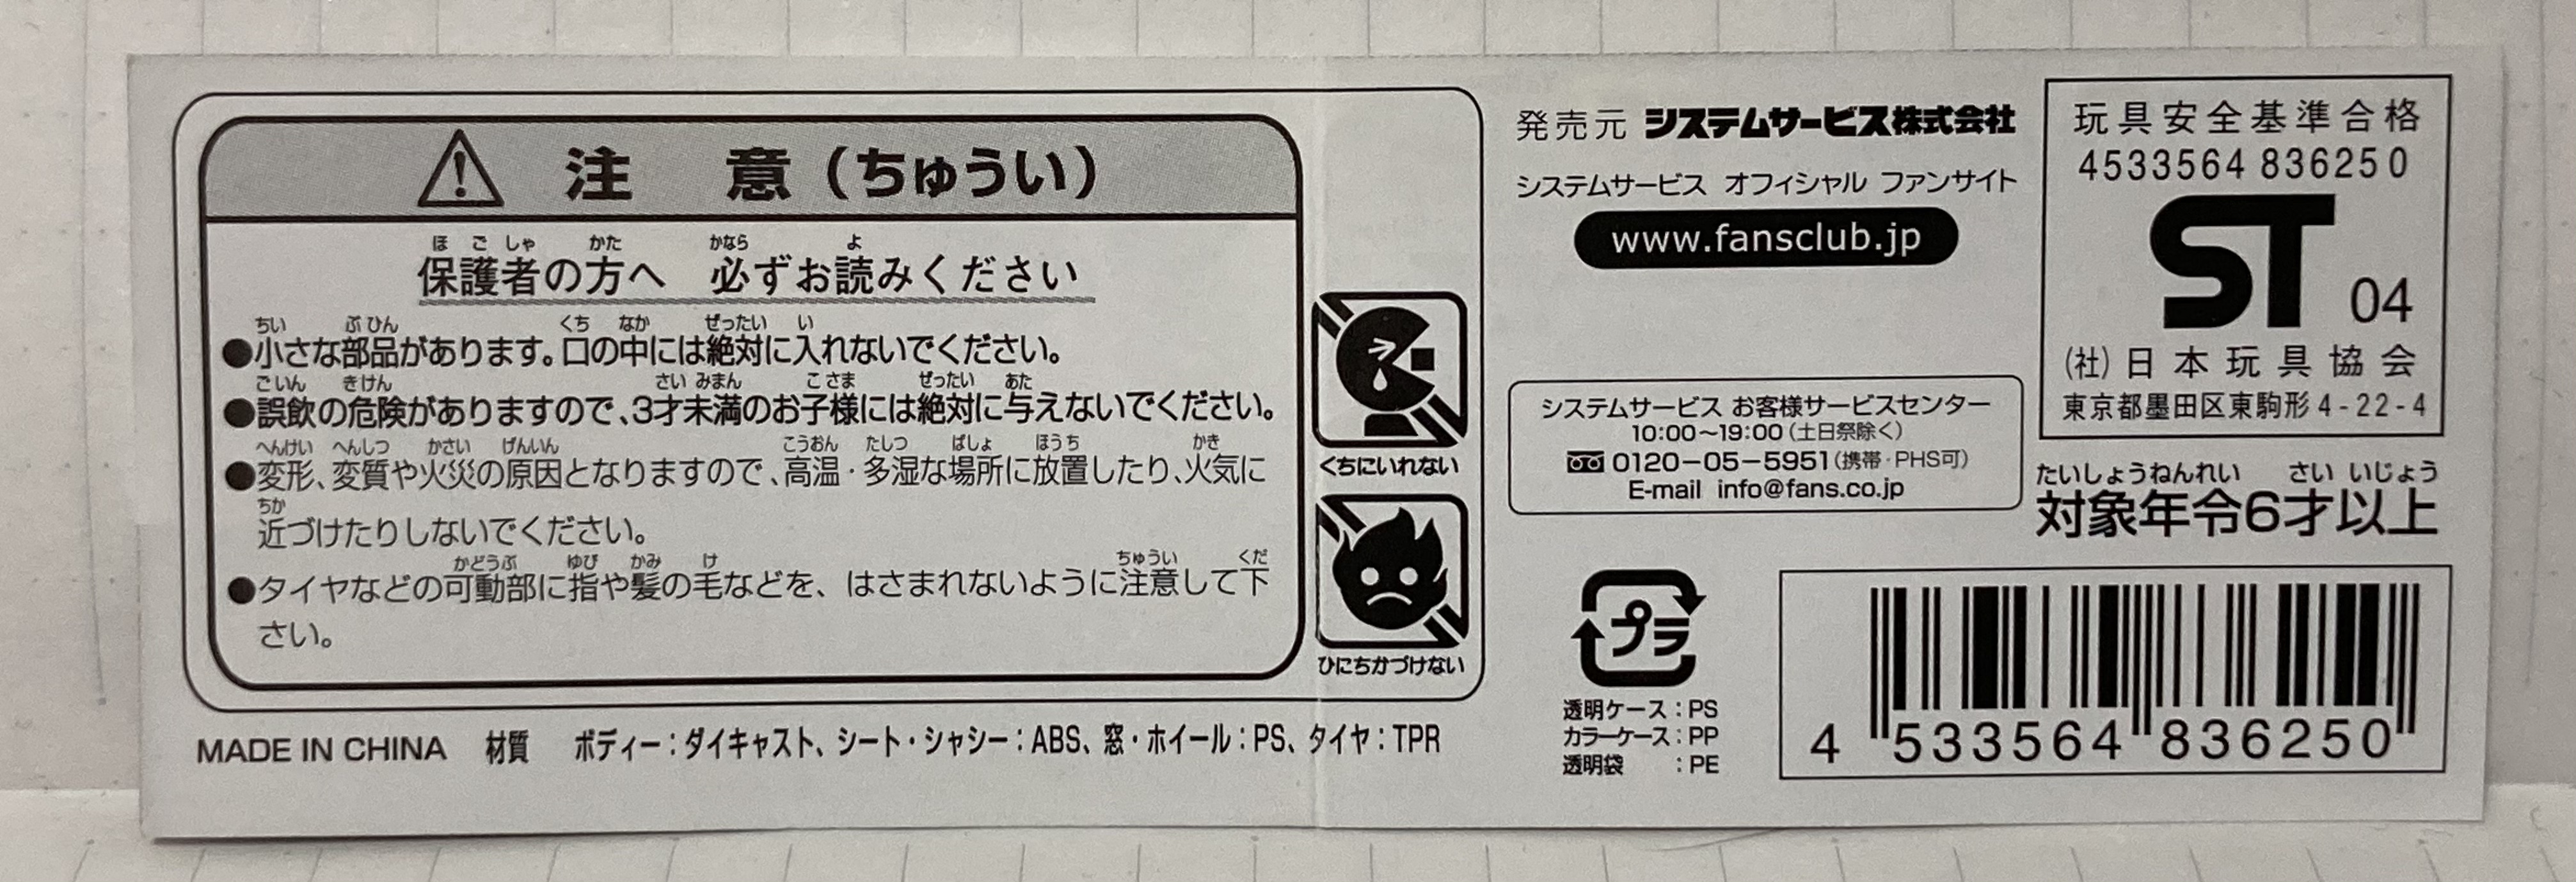 注 意（ちゅうい）
保護者の方へ 必ずお読みください
ほごしゃ かた かなら よ
●小さな部品があります。口の中には絶対に入れないでください。
ちい ぶひん くち なか ぜったい い
●誤飲の危険がありますので、3才未満のお子様には絶対に与えないでください。
ごいん きけん さい みまん こさま ぜったい あた
●変形、変質や火災の原因となりますので、高温・多湿な場所に放置したり、火気に
へんけい へんしつ かさい げんいん こうおん たしつ ばしょ ほうち かき
近づけたりしないでください。
ちか
●タイヤなどの可動部に指や髪の毛などを、はさまれないように注意して下
かどうぶ ゆび かみ け ちゅうい くだ
さい。
くちにいれない
ひにちかづけない
MADE IN CHINA 材質 ボディー：ダイキャスト、シート・シャシー：ABS、窓・ホイール：PS、タイヤ：TPR
発売元 システムサービス株式会社
システムサービス オフィシャル ファンサイト
www.fansclub.jp
システムサービス お客様サービスセンター
10:00〜19:00（土日祭除く）
0120−05−5951（携帯・PHS可）
E-mail info@fans.co.jp
プラ
透明ケース：PS
カラーケース：PP
透明袋 ：PE
玩具安全基準合格
4533564 836250
ST 04
(社)日本玩具協会
東京都墨田区東駒形4-22-4
たいしょうねんれい さい いじょう
対象年令6才以上
4 533564 836250